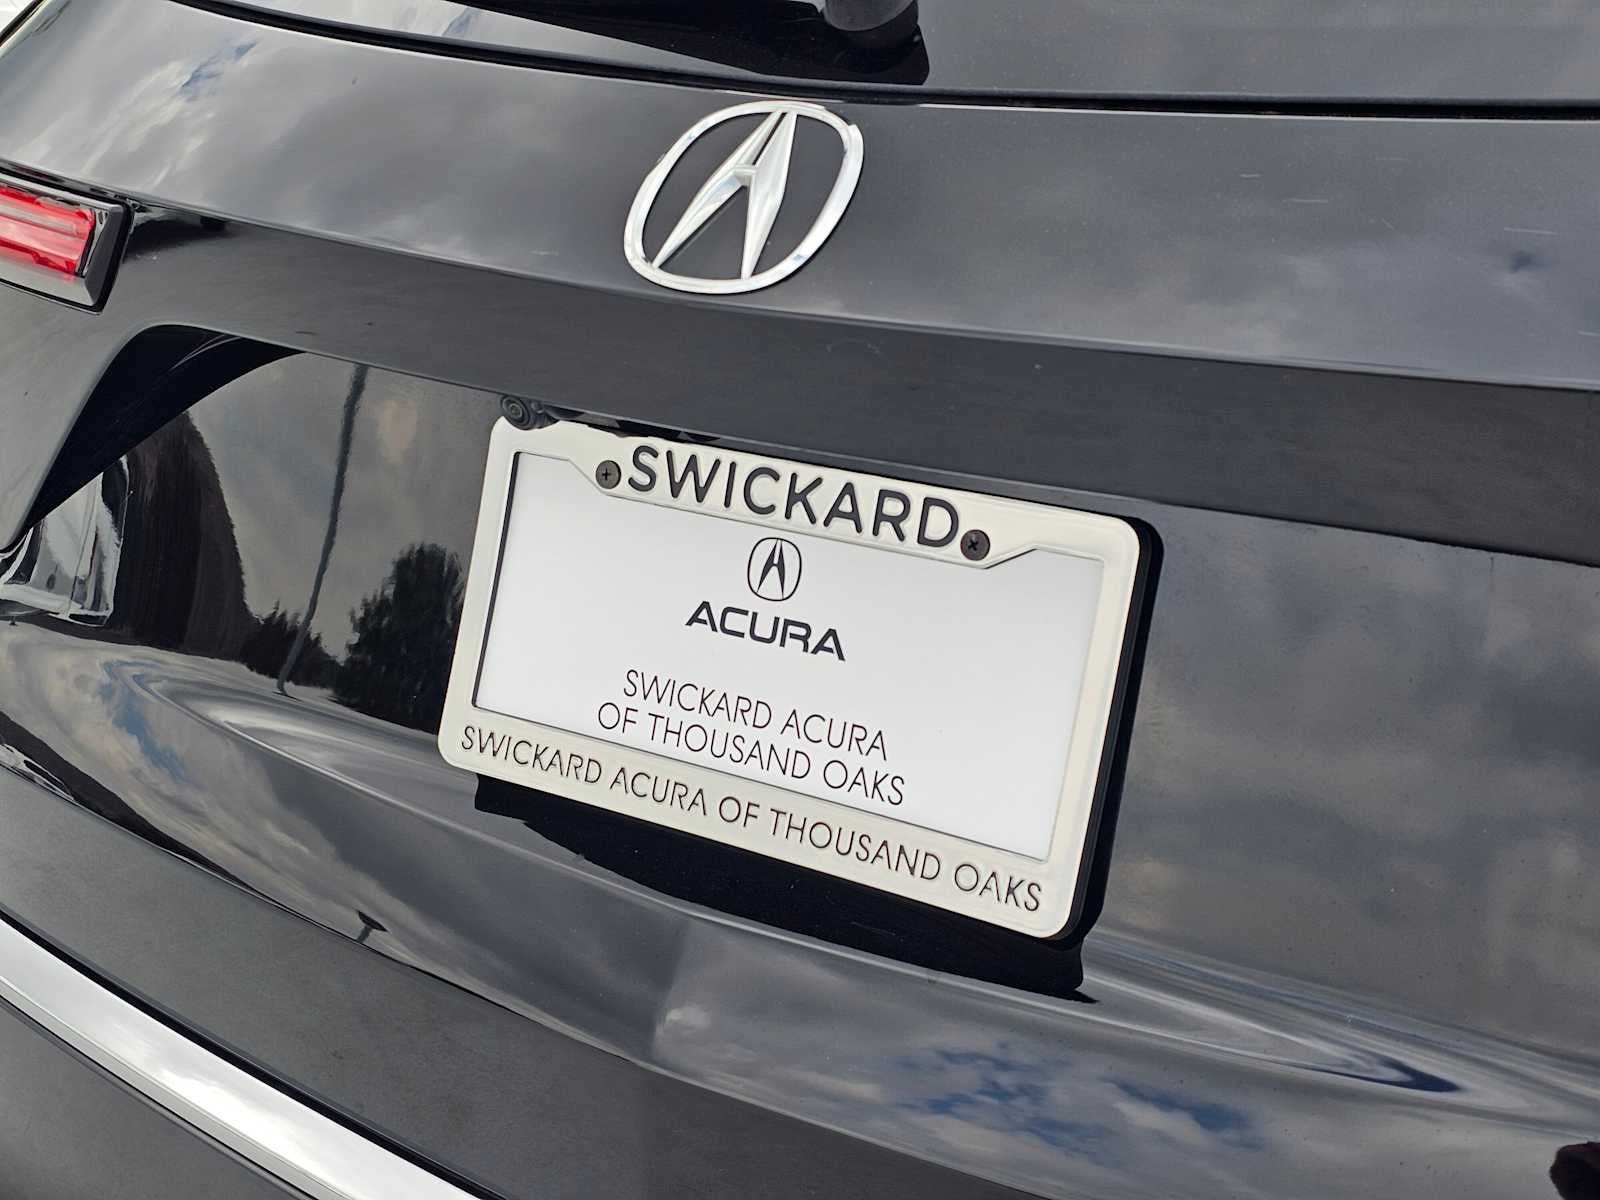 SWICKARD
ACURA
SWICKARD ACURA
OF THOUSAND OAKS
SWICKARD ACURA OF THOUSAND OAKS